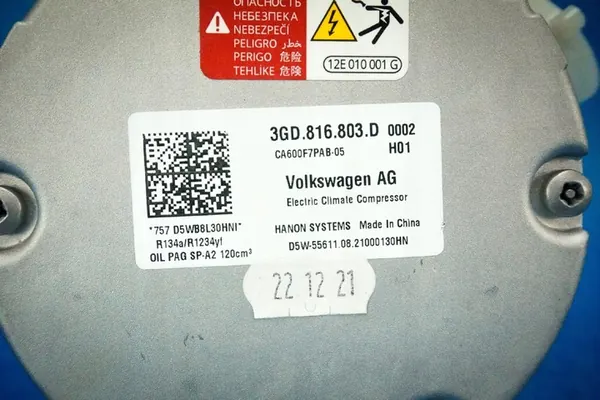 ОПАСНОСТЬ
НЕБЕЗПЕКА
NEBEZPEČÍ
PELIGRO خطر
PERIGO 危险
TEHLİKE 危険
12E 010 001 G
3GD.816.803.D 0002
CA600F7PAB-05 H01
Volkswagen AG
Electric Climate Compressor
*757 D5WB8L30HNI*
HANON SYSTEMS Made In China
R134a/R1234yf
D5W-55611.08.21000130HN
OIL PAG SP-A2 120cm³
22 12 21